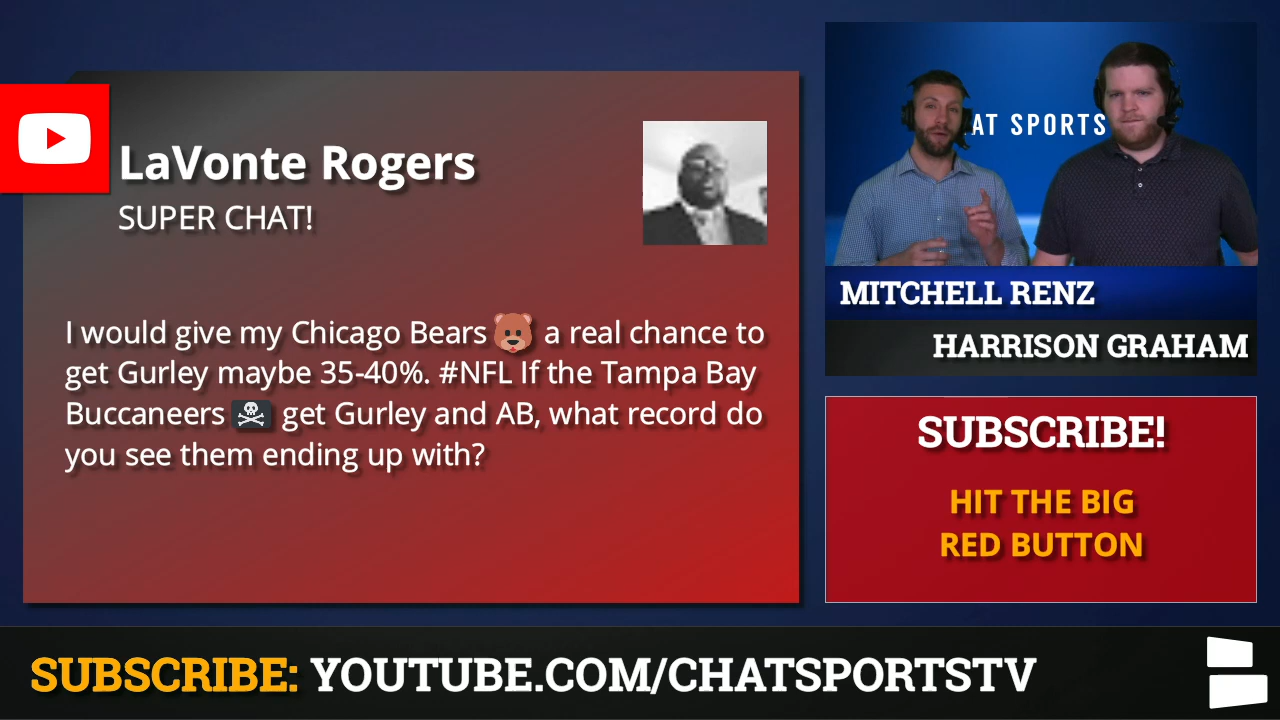 LaVonte Rogers
SUPER CHAT!
I would give my Chicago Bears 🐻 a real chance to
get Gurley maybe 35-40%. #NFL If the Tampa Bay
Buccaneers 🏴‍☠️ get Gurley and AB, what record do
you see them ending up with?
AT SPORTS
MITCHELL RENZ
HARRISON GRAHAM
SUBSCRIBE!
HIT THE BIG
RED BUTTON
SUBSCRIBE: YOUTUBE.COM/CHATSPORTSTV